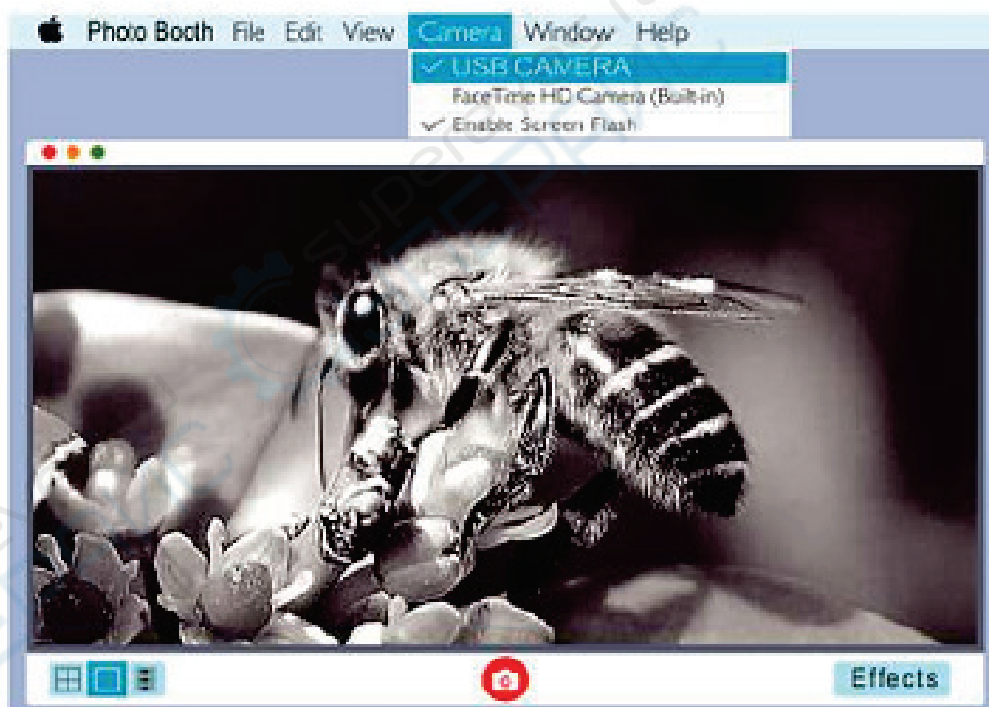 Photo Booth File Edit View Camera Window Help
✓ USB CAMERA
FaceTime HD Camera (Built-in)
✓ Enable Screen Flash
Effects